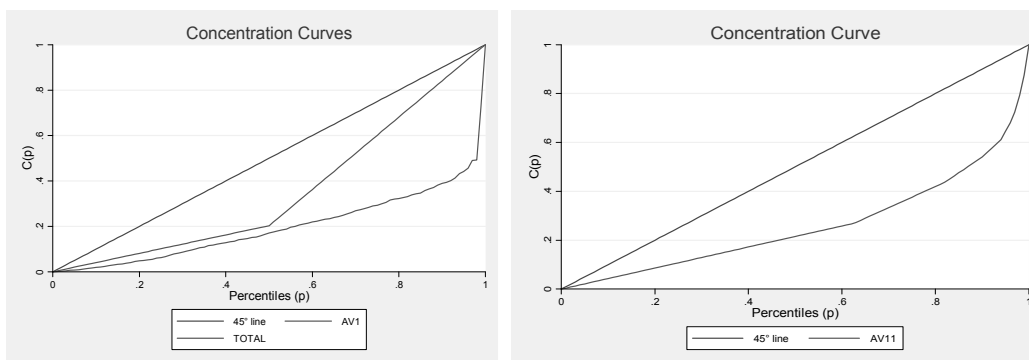 Concentration Curves
1
.8
.6
.4
.2
0
C(p)
0 .2 .4 .6 .8 1
Percentiles (p)
45° line AV1
TOTAL
Concentration Curve
1
.8
.6
.4
.2
0
C(p)
0 .2 .4 .6 .8 1
Percentiles (p)
45° line AV11